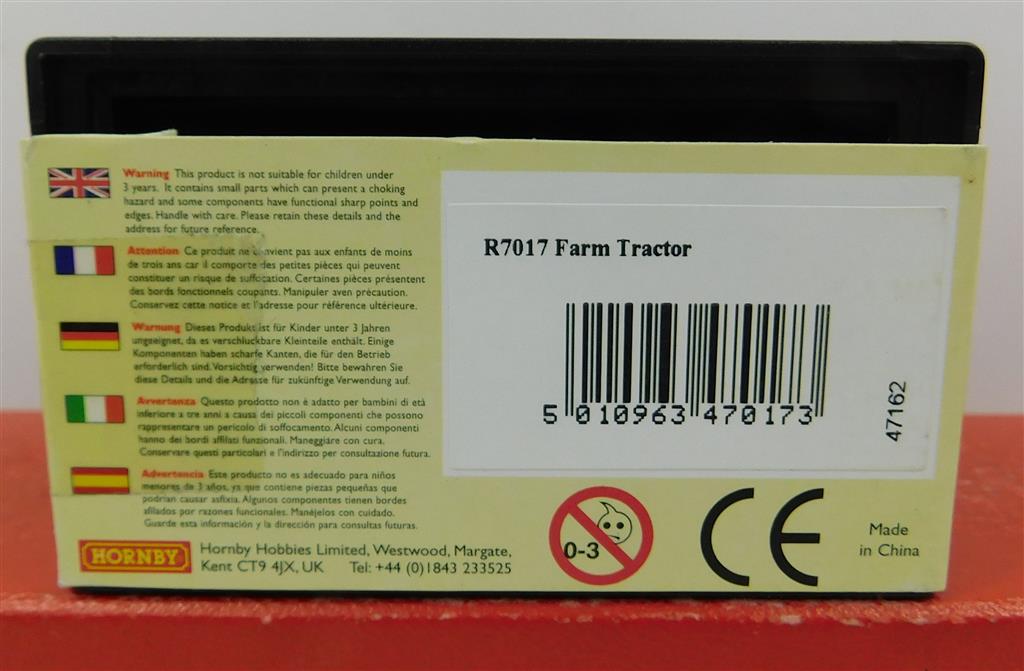 Warning This product is not suitable for children under
3 years. It contains small parts which can present a choking
hazard and some components have functional sharp points and
edges. Handle with care. Please retain these details and the
address for future reference.
Attention Ce produit ne convient pas aux enfants de moins
de trois ans car il comporte des petites pièces qui peuvent
constituer un risque de suffocation. Certaines pièces présentent
des bords fonctionnels coupants. Manipuler aven précaution.
Conservez cette notice et l'adresse pour référence ultérieure.
Warnung Dieses Produkt ist für Kinder unter 3 Jahren
ungeeignet, da es verschluckbare Kleinteile enthält. Einige
Komponenten haben scharfe Kanten, die für den Betrieb
erforderlich sind. Vorsichtig verwenden! Bitte bewahren Sie
diese Details und die Adresse für zukünftige Verwendung auf.
Avvertenza Questo prodotto non è adatto per bambini di età
inferiore a tre anni a causa dei piccoli componenti che possono
rappresentare un pericolo di soffocamento. Alcuni componenti
hanno dei bordi affilati funzionali. Maneggiare con cura.
Conservare questi particolari e l'indirizzo per consultazione futura.
Advertencia Este producto no es adecuado para niños
menores de 3 años, ya que contiene piezas pequeñas que
podrían causar asfixia. Algunos componentes tienen bordes
afilados por razones funcionales. Manéjelos con cuidado.
Guarde esta información y la dirección para consultas futuras.
HORNBY
Hornby Hobbies Limited, Westwood, Margate,
Kent CT9 4JX, UK Tel: +44 (0)1843 233525
R7017 Farm Tractor
5 010963 470173
47162
0-3
CE
Made
in China